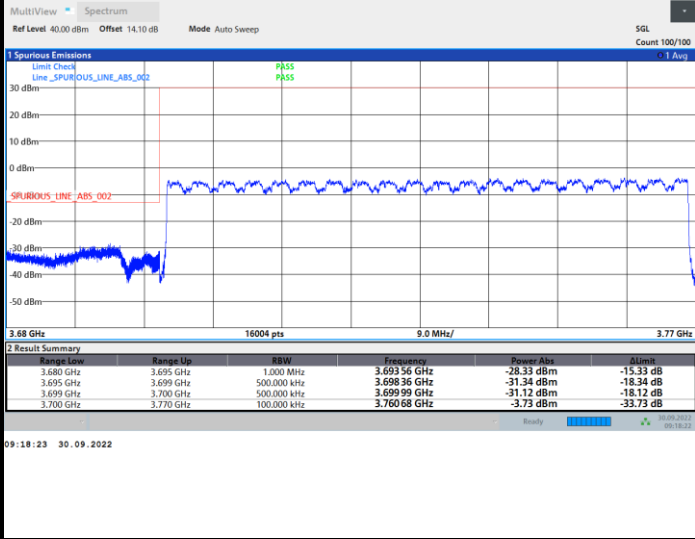 MultiView Spectrum
Ref Level 40.00 dBm Offset 14.10 dB Mode Auto Sweep SGL
Count 100/100
1 Spurious Emissions 1 Avg
Limit Check PASS
Line _SPURIOUS_LINE_ABS_002 PASS
30 dBm
20 dBm
10 dBm
0 dBm
_SPURIOUS_LINE_ABS_002
-20 dBm
-30 dBm
-40 dBm
-50 dBm
3.68 GHz 16004 pts 9.0 MHz/ 3.77 GHz
2 Result Summary
Range Low Range Up RBW Frequency Power Abs ΔLimit
3.680 GHz 3.695 GHz 1.000 MHz 3.693 56 GHz -28.33 dBm -15.33 dB
3.695 GHz 3.699 GHz 500.000 kHz 3.698 36 GHz -31.34 dBm -18.34 dB
3.699 GHz 3.700 GHz 500.000 kHz 3.699 99 GHz -31.12 dBm -18.12 dB
3.700 GHz 3.770 GHz 100.000 kHz 3.760 68 GHz -3.73 dBm -33.73 dB
Ready 30.09.2022
09:18:22
09:18:23 30.09.2022